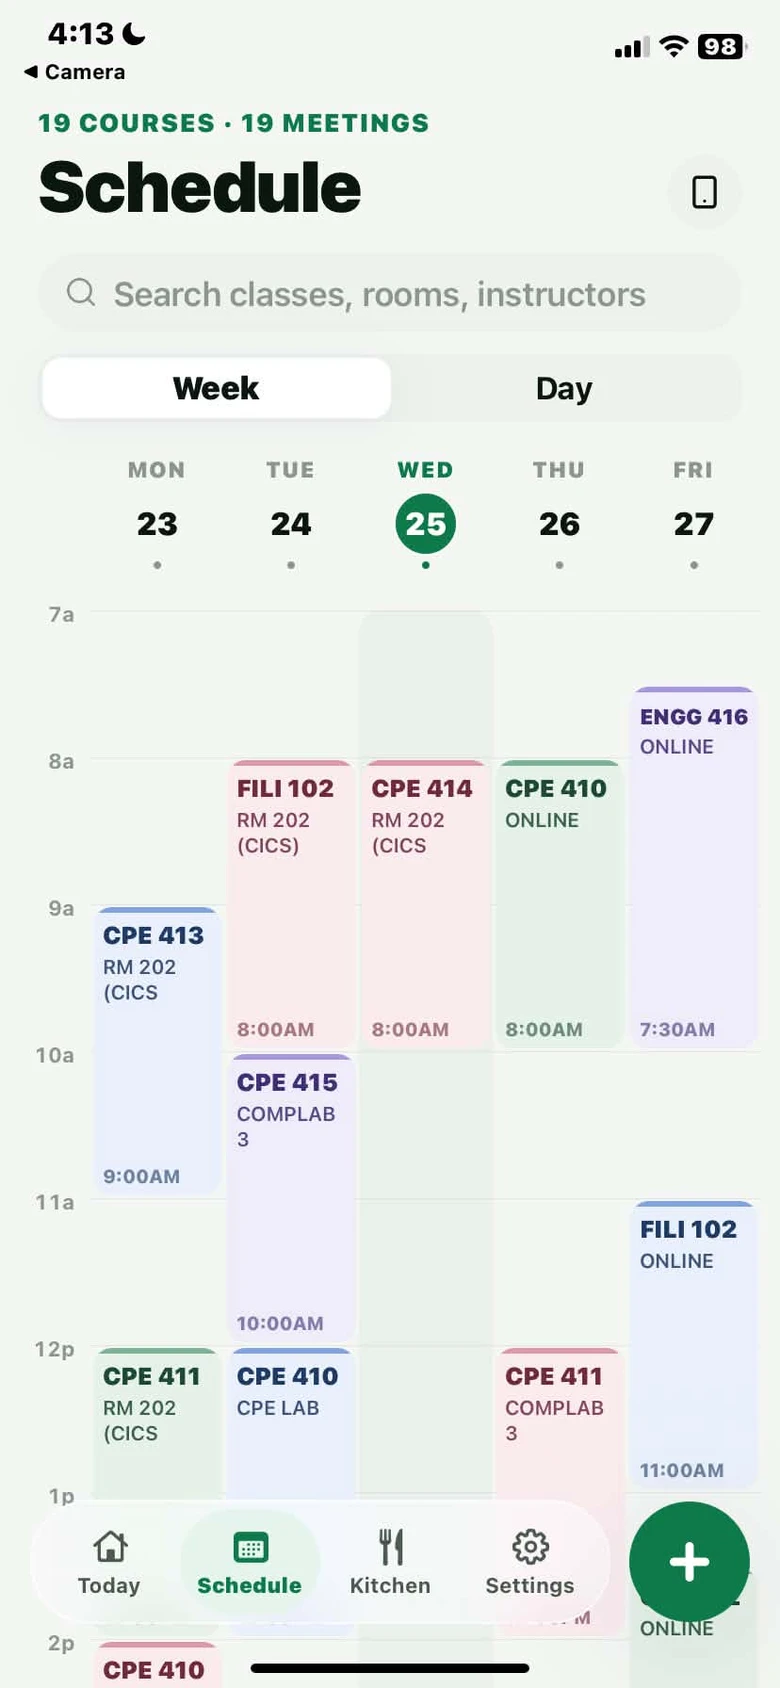 4:13
98
Camera
19 COURSES · 19 MEETINGS
Schedule
Search classes, rooms, instructors
Week
Day
MON
TUE
WED
THU
FRI
23
24
25
26
27
7a
ENGG 416
ONLINE
8a
FILI 102
RM 202
(CICS)
CPE 414
RM 202
(CICS
CPE 410
ONLINE
9a
CPE 413
RM 202
(CICS
8:00AM
8:00AM
8:00AM
7:30AM
10a
CPE 415
COMPLAB
3
9:00AM
11a
FILI 102
ONLINE
10:00AM
12p
CPE 411
RM 202
(CICS
CPE 410
CPE LAB
CPE 411
COMPLAB
3
11:00AM
1p
Today
Schedule
Kitchen
Settings
ONLINE
2p
CPE 410